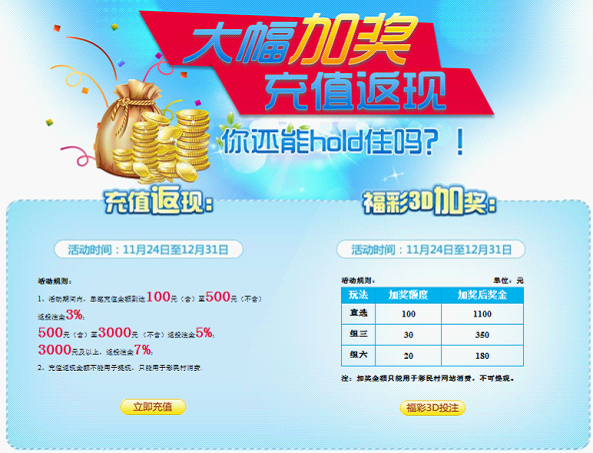 大幅加奖
充值返现
你还能hold住吗？！
充值返现：
活动时间：11月24日至12月31日
活动规则：
1、活动期间内，单笔充值金额到达100元（含）至500元（不含）
返投注金3%；
500元（含）至3000元（不含）返投注金5%；
3000元及以上，返投注金7%；
2、充值返现金额不能用于提现，只能用于彩民村消费.
立即充值
福彩3D加奖：
活动时间：11月24日至12月31日
活动规则： 单位：元
玩法 加奖额度 加奖后奖金
直选 100 1100
组三 30 350
组六 20 180
注：加奖金额只能用于彩民村网站消费，不可提现。
福彩3D投注